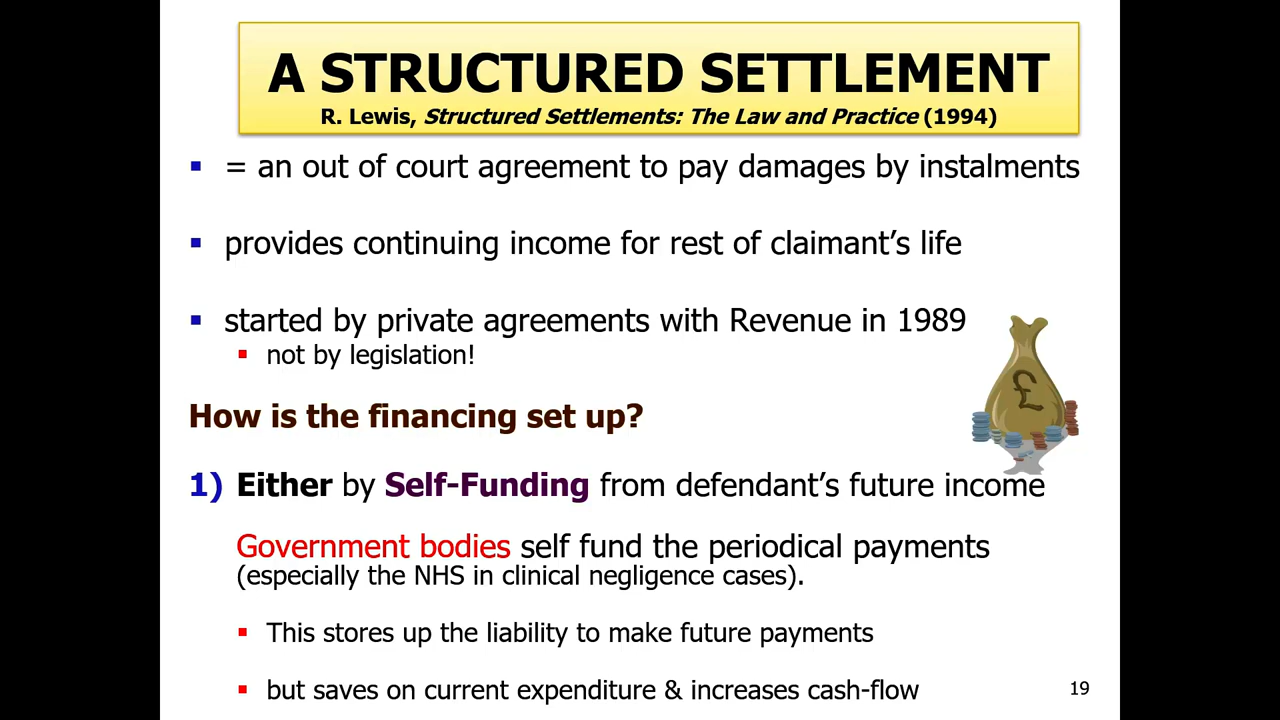 A STRUCTURED SETTLEMENT
R. Lewis, Structured Settlements: The Law and Practice (1994)
▪ = an out of court agreement to pay damages by instalments
▪ provides continuing income for rest of claimant’s life
▪ started by private agreements with Revenue in 1989
▪ not by legislation!
£
How is the financing set up?
1) Either by Self-Funding from defendant’s future income
Government bodies self fund the periodical payments
(especially the NHS in clinical negligence cases).
▪ This stores up the liability to make future payments
▪ but saves on current expenditure & increases cash-flow
19